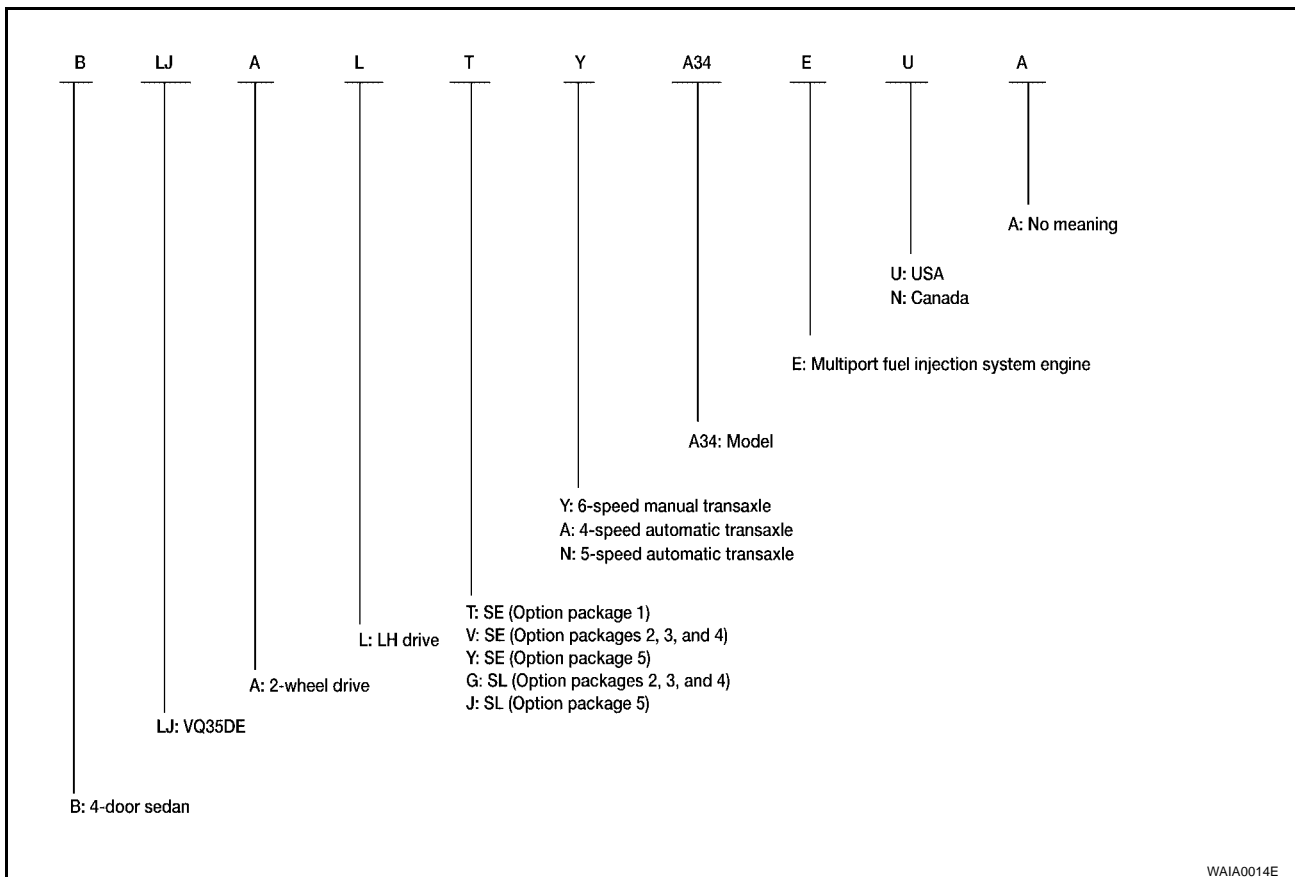 B LJ A L T Y A34 E U A
A: No meaning
U: USA
N: Canada
E: Multiport fuel injection system engine
A34: Model
Y: 6-speed manual transaxle
A: 4-speed automatic transaxle
N: 5-speed automatic transaxle
T: SE (Option package 1)
V: SE (Option packages 2, 3, and 4)
Y: SE (Option package 5)
G: SL (Option packages 2, 3, and 4)
J: SL (Option package 5)
L: LH drive
A: 2-wheel drive
LJ: VQ35DE
B: 4-door sedan
WAIA0014E